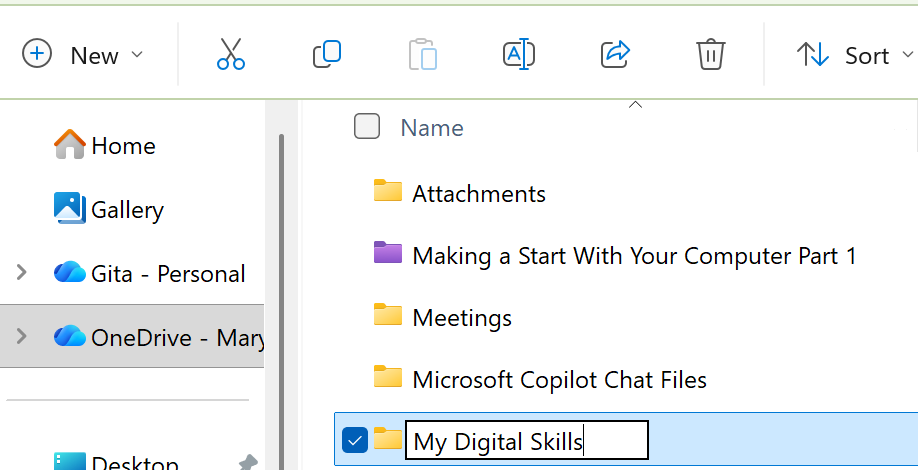 New
Sort
Home
Gallery
Gita - Personal
OneDrive - Mary
Desktop
Name
Attachments
Making a Start With Your Computer Part 1
Meetings
Microsoft Copilot Chat Files
My Digital Skills